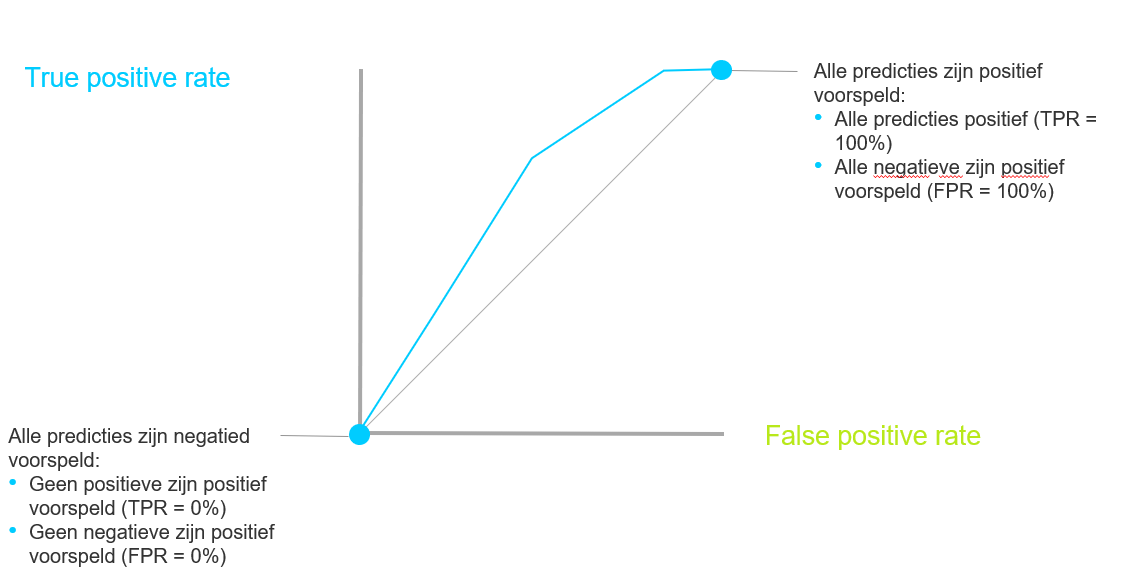 True positive rate
Alle predicties zijn positief
voorspeld:
• Alle predicties positief (TPR =
100%)
• Alle negatieve zijn positief
voorspeld (FPR = 100%)
Alle predicties zijn negatied
voorspeld:
• Geen positieve zijn positief
voorspeld (TPR = 0%)
• Geen negatieve zijn positief
voorspeld (FPR = 0%)
False positive rate